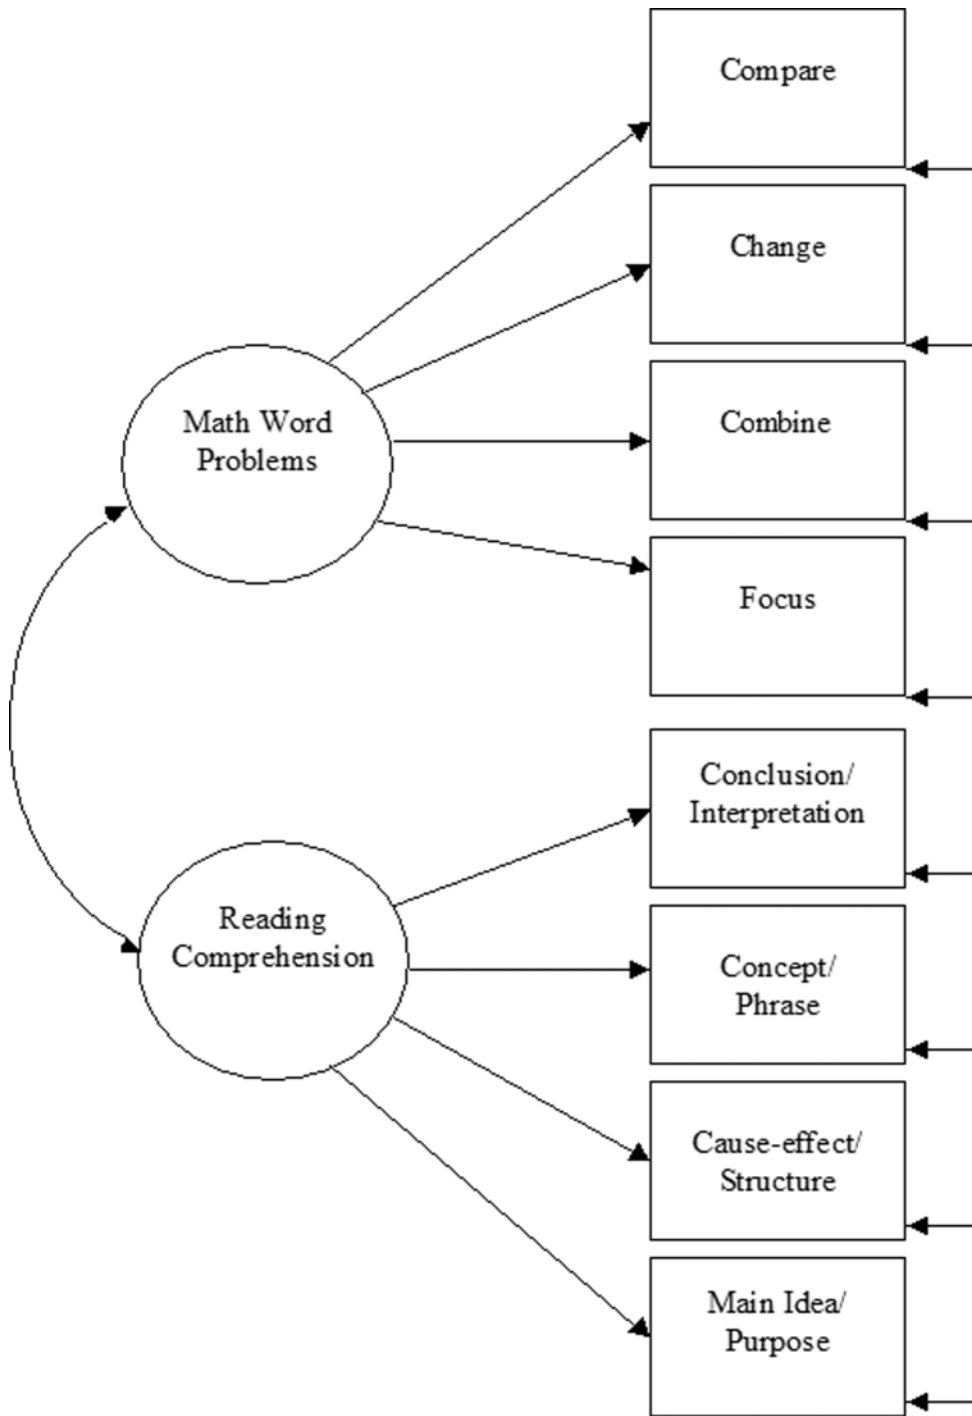 Compare
Change
Math Word
Problems
Combine
Focus
Conclusion/
Interpretation
Reading
Comprehension
Concept/
Phrase
Cause-effect/
Structure
Main Idea/
Purpose